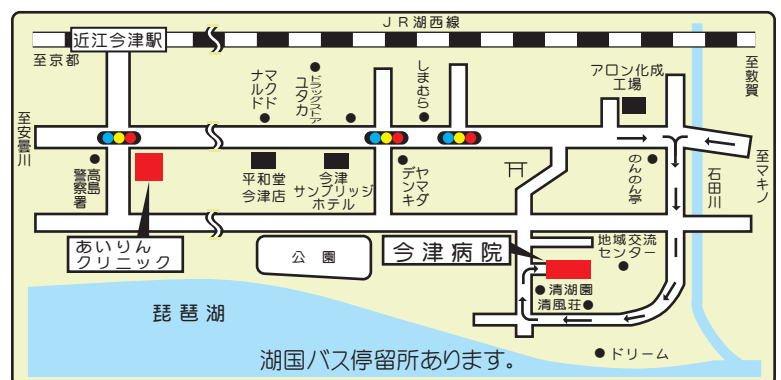 JR湖西線
近江今津駅
至京都
至敦賀
マクド
ナルド
ドラッグストア
ユタカ
しまむら
アロン化成
工場
至安曇川
至マキノ
高島
警察署
平和堂
今津店
今津
サンブリッジ
ホテル
ヤマダ
デンキ
のんのん亭
石田川
あいりん
クリニック
公園
今津病院
地域交流
センター
清湖園
清風荘
琵琶湖
ドリーム
湖国バス停留所あります。